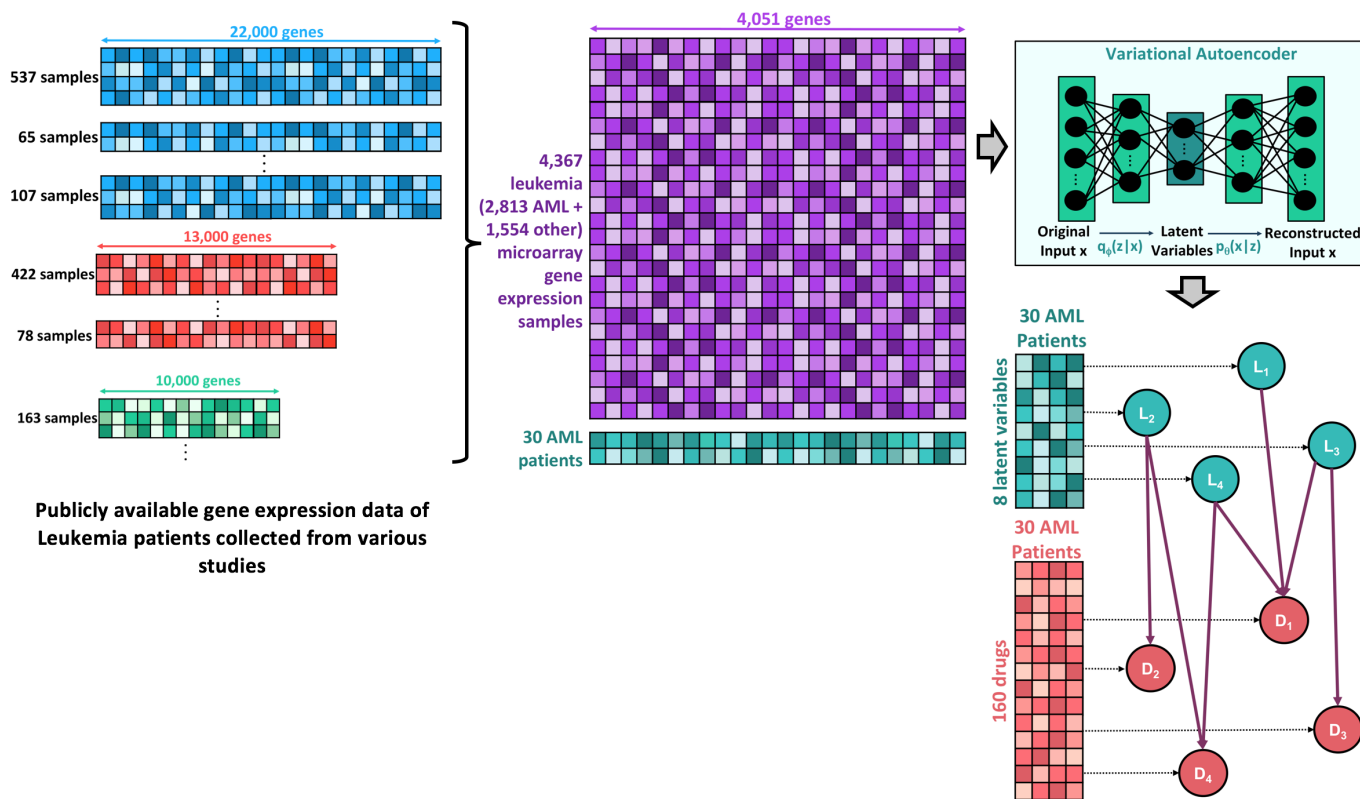 22,000 genes
537 samples
65 samples
⋮
107 samples
13,000 genes
422 samples
⋮
78 samples
10,000 genes
163 samples
⋮
Publicly available gene expression data of
Leukemia patients collected from various
studies
4,051 genes
4,367
leukemia
(2,813 AML +
1,554 other)
microarray
gene
expression
samples
30 AML
patients
Variational Autoencoder
Original
Input x
qϕ(z|x)
Latent
Variables
pθ(x|z)
Reconstructed
Input x
30 AML
Patients
8 latent variables
L1
L2
L3
L4
30 AML
Patients
160 drugs
D1
D2
D3
D4